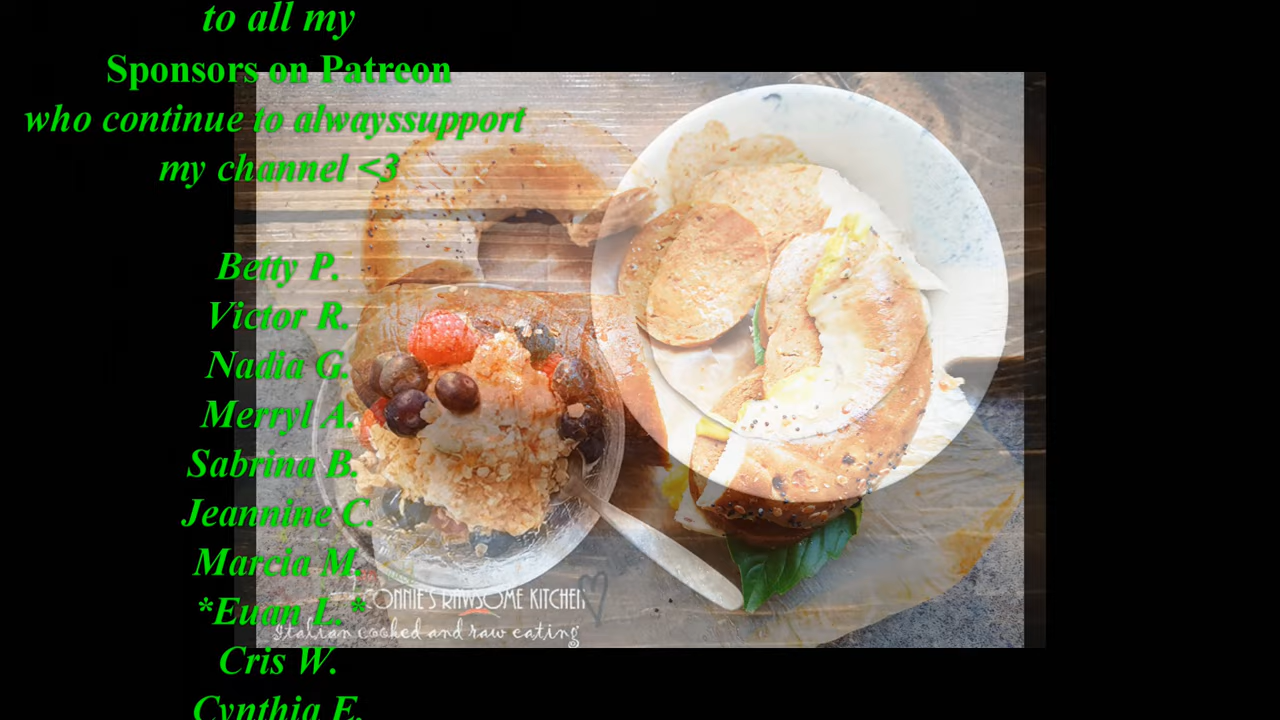 to all my
Sponsors on Patreon
who continue to alwayssupport
my channel <3
Betty P.
Victor R.
Nadia G.
Merryl A.
Sabrina B.
Jeannine C.
Marcia M.
*Euan L. *
CONNIE'S RAWSOME KITCHEN
Italian cooked and raw eating
Cris W.
Cynthia E.